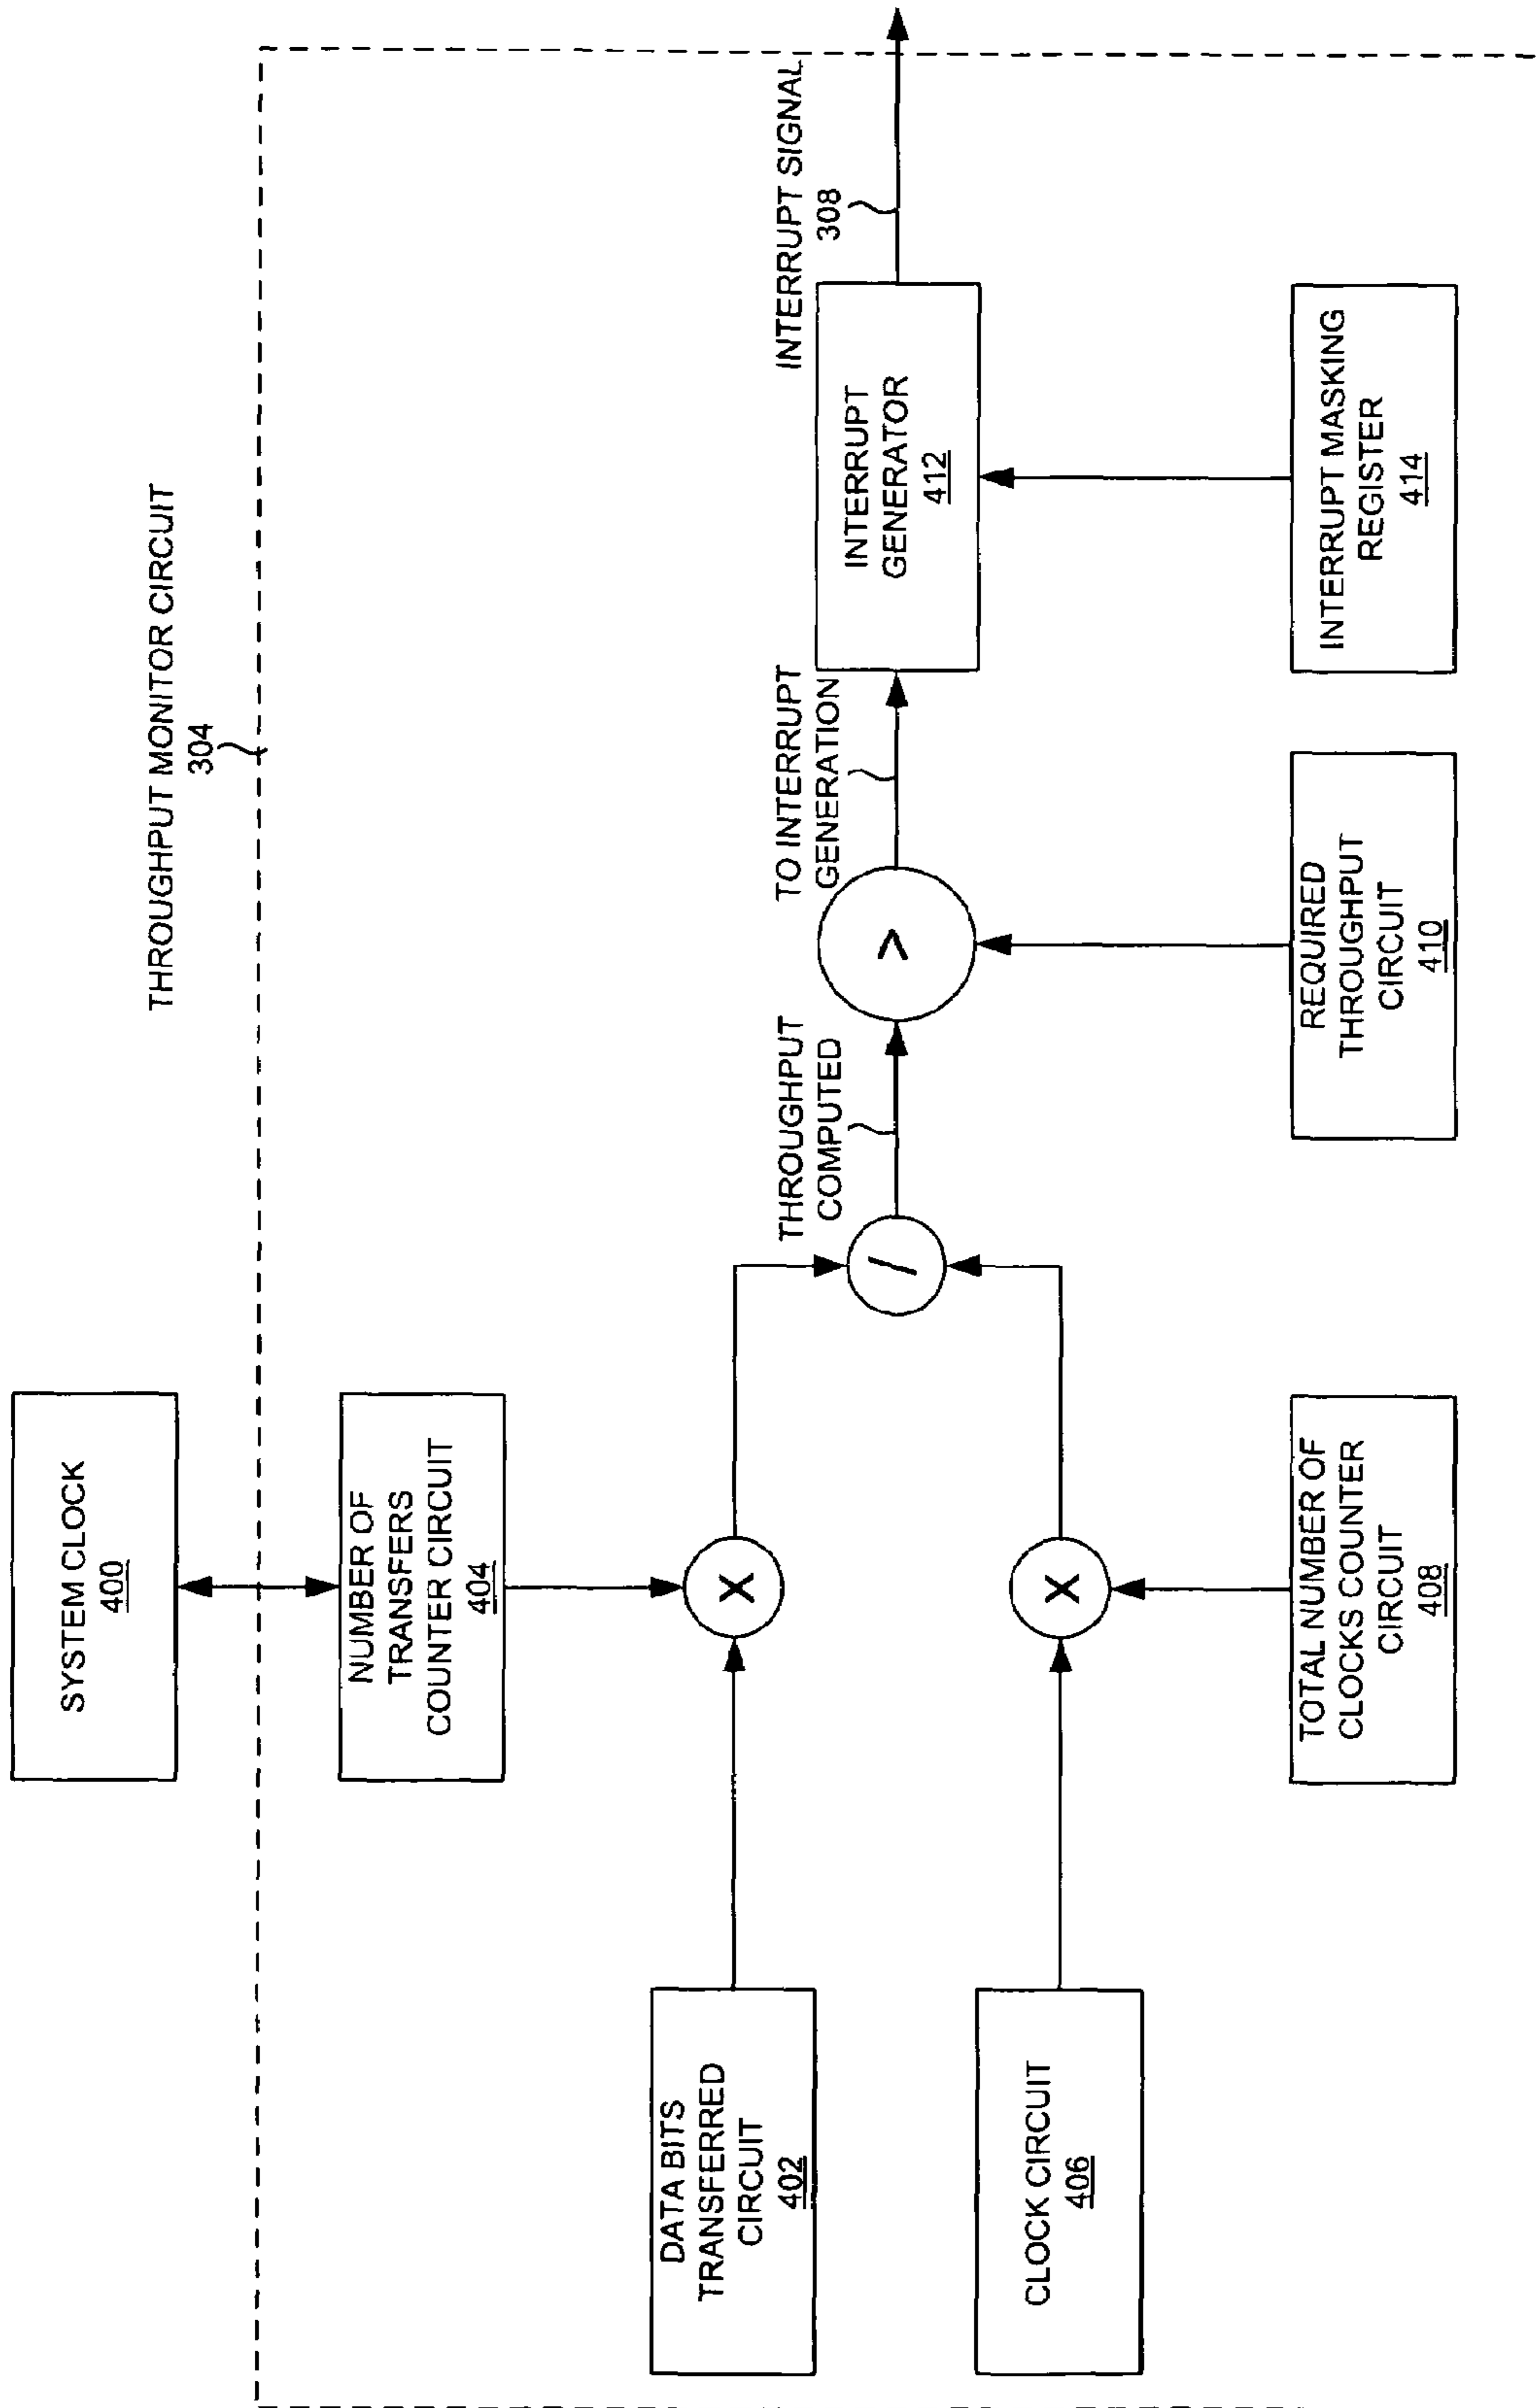 THROUGHPUT MONITOR CIRCUIT
304
SYSTEM CLOCK
400
NUMBER OF
TRANSFERS
COUNTER CIRCUIT
404
DATA BITS
TRANSFERRED
CIRCUIT
402
X
/
THROUGHPUT
COMPUTED
>
TO INTERRUPT
GENERATION
INTERRUPT
GENERATOR
412
INTERRUPT SIGNAL
308
CLOCK CIRCUIT
406
X
TOTAL NUMBER OF
CLOCKS COUNTER
CIRCUIT
408
REQUIRED
THROUGHPUT
CIRCUIT
410
INTERRUPT MASKING
REGISTER
414